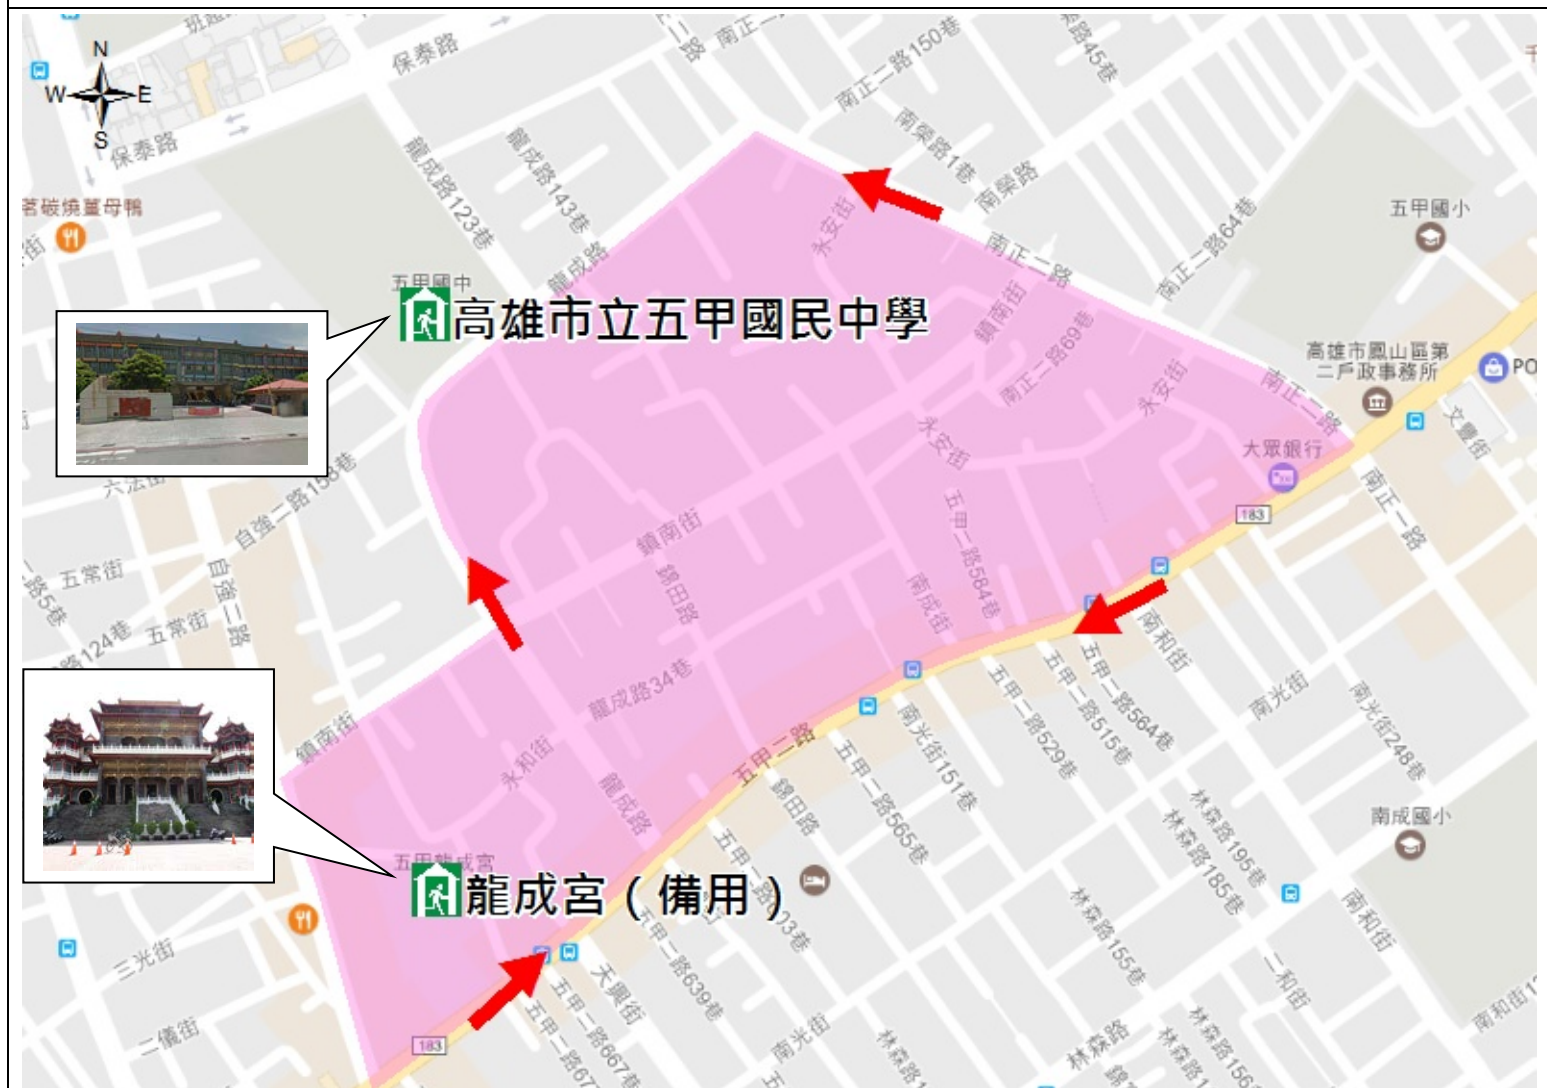 N
W
E
S
保泰路
南正二路150巷
保泰路
南榮路1巷
龍成路123巷
龍成路143巷
南榮路
茗碳燒薑母鴨
永安街
五甲國小
南正一路
南正二路64巷
龍成路
五甲國中
高雄市立五甲國民中學
鎮南街
南正二路69巷
高雄市鳳山區第
二戶政事務所
PO
永安街
南正一路
文豐街
永安街
大眾銀行
六法街
自強二路158巷
183
南正一路
五甲二路584巷
鎮南街
五常街
自強二路
錦田路
南成街
五常街
南和街
五甲二路564巷
五甲二路515巷
五甲二路529巷
龍成路34巷
南光街
南光街248巷
鎮南街
永和街
五甲二路
南光街151巷
龍成路
錦田路
五甲二路565巷
林森路195巷
林森路185巷
南成國小
五甲龍成宮
龍成宮（備用）
林森路155巷
南和街
三光街
五甲二路639巷
天興街
二和街
二儀街
183
五甲二路667巷
南光街
林森路